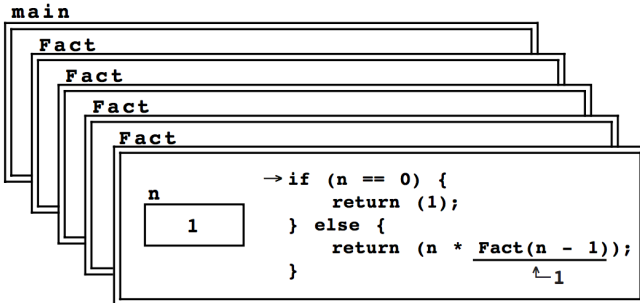 main
Fact
Fact
Fact
Fact
n
1
→if (n == 0) {
return (1);
} else {
return (n * Fact(n - 1));
}
1